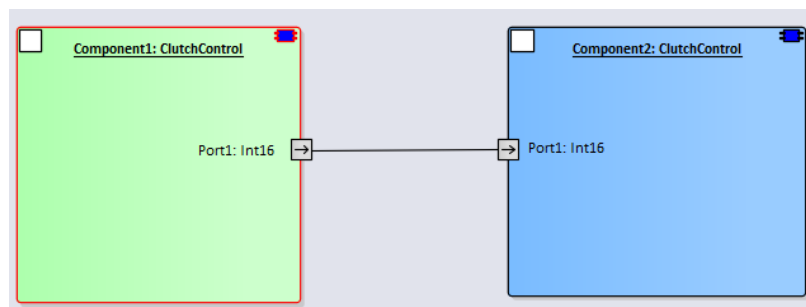 Component1: ClutchControl
Component2: ClutchControl
Port1: Int16
Port1: Int16